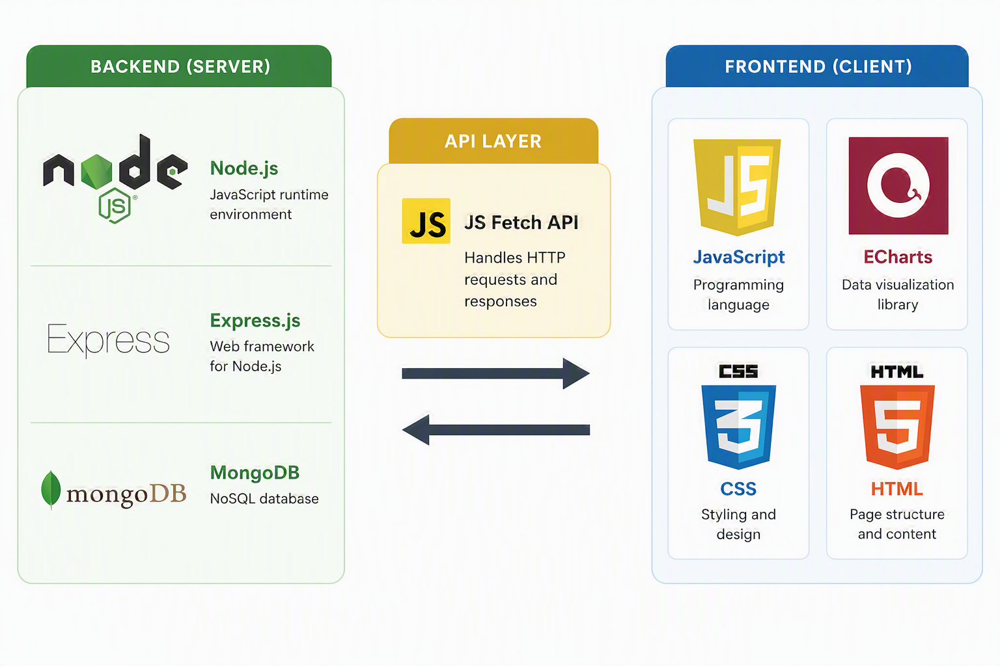 BACKEND (SERVER)
node
JS
®
Node.js
JavaScript runtime
environment
Express
Express.js
Web framework
for Node.js
mongoDB
MongoDB
NoSQL database
API LAYER
JS
JS Fetch API
Handles HTTP
requests and
responses
FRONTEND (CLIENT)
JS
JavaScript
Programming
language
ECharts
Data visualization
library
CSS
3
CSS
Styling and
design
HTML
5
HTML
Page structure
and content